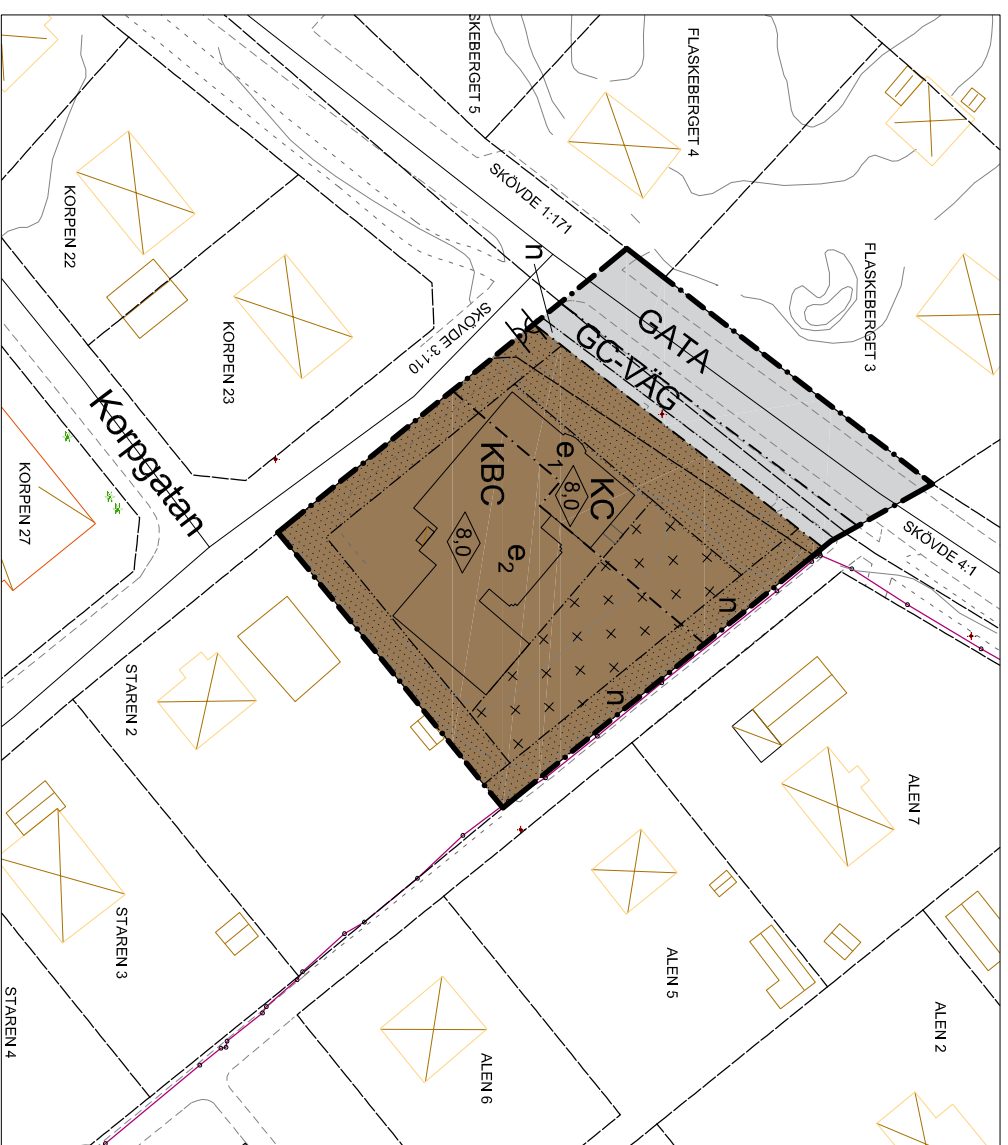 SKEBERGET 5
FLASKEBERGET 4
FLASKEBERGET 3
SKÖVDE 1:171
KORPEN 22
KORPEN 23
SKÖVDE 3:110
n
GATA
GC-VÄG
Korpgatan
KORPEN 27
KBC
e1
KC
8,0
8,0
e2
n
n
SKÖVDE 4:1
STAREN 2
STAREN 3
STAREN 4
ALEN 7
ALEN 5
ALEN 6
ALEN 2